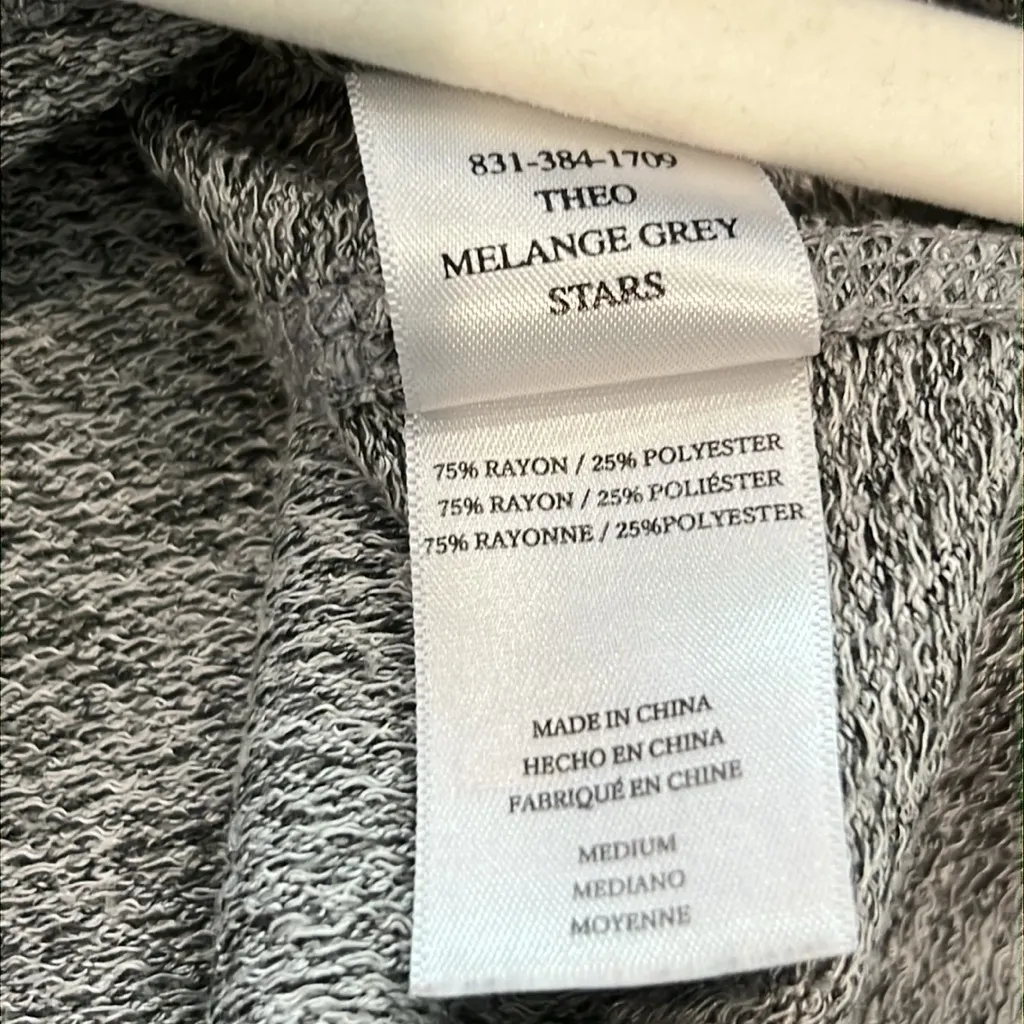 831-384-1709
THEO
MELANGE GREY
STARS
75% RAYON / 25% POLYESTER
75% RAYON / 25% POLIÉSTER
75% RAYONNE / 25%POLYESTER
MADE IN CHINA
HECHO EN CHINA
FABRIQUÉ EN CHINE
MEDIUM
MEDIANO
MOYENNE